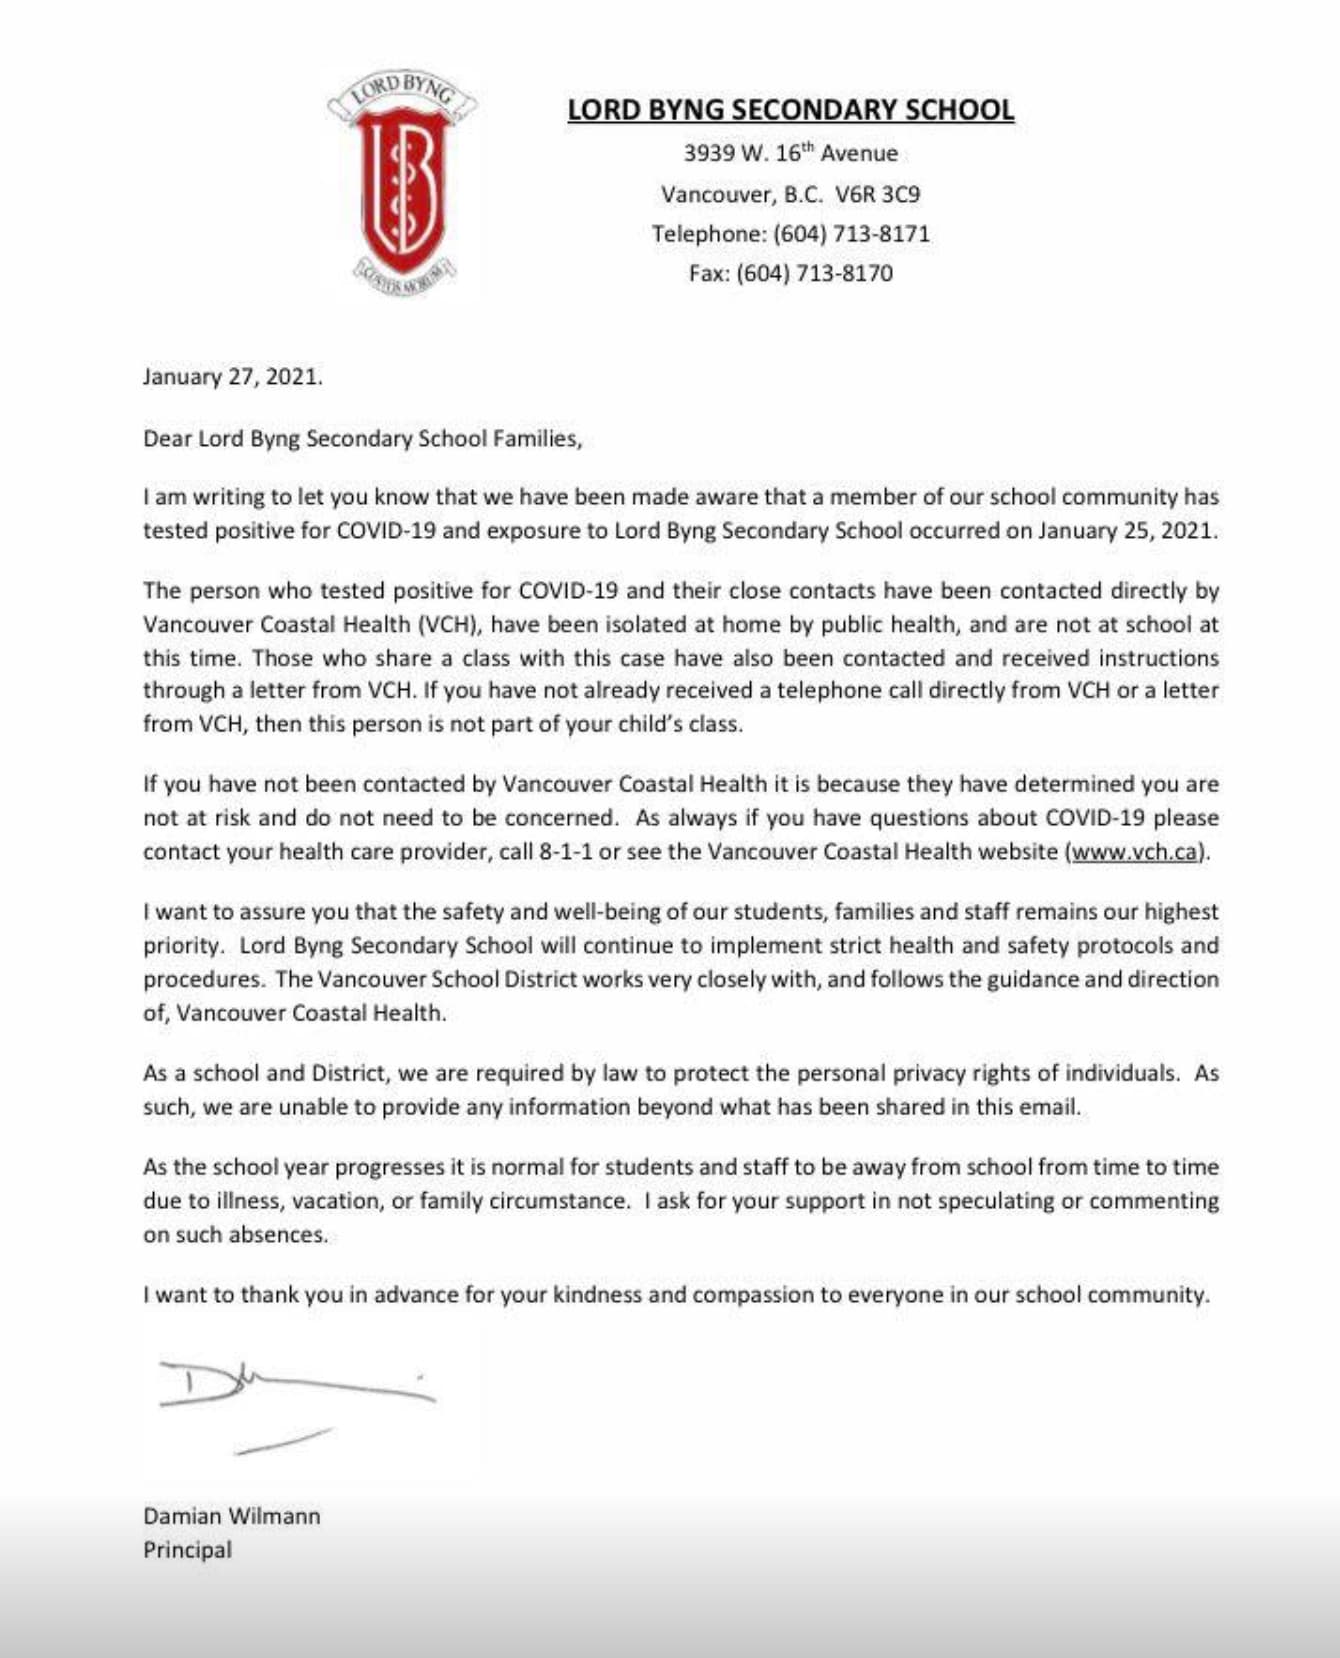 LORD BYNG
LORD BYNG SECONDARY SCHOOL
3939 W. 16th Avenue
Vancouver, B.C.  V6R 3C9
Telephone: (604) 713-8171
Fax: (604) 713-8170
LB
SS
CUSTOS MORUM
January 27, 2021.
Dear Lord Byng Secondary School Families,
I am writing to let you know that we have been made aware that a member of our school community has
tested positive for COVID-19 and exposure to Lord Byng Secondary School occurred on January 25, 2021.
The person who tested positive for COVID-19 and their close contacts have been contacted directly by
Vancouver Coastal Health (VCH), have been isolated at home by public health, and are not at school at
this time. Those who share a class with this case have also been contacted and received instructions
through a letter from VCH. If you have not already received a telephone call directly from VCH or a letter
from VCH, then this person is not part of your child’s class.
If you have not been contacted by Vancouver Coastal Health it is because they have determined you are
not at risk and do not need to be concerned.  As always if you have questions about COVID-19 please
contact your health care provider, call 8-1-1 or see the Vancouver Coastal Health website (www.vch.ca).
I want to assure you that the safety and well-being of our students, families and staff remains our highest
priority.  Lord Byng Secondary School will continue to implement strict health and safety protocols and
procedures. The Vancouver School District works very closely with, and follows the guidance and direction
of, Vancouver Coastal Health.
As a school and District, we are required by law to protect the personal privacy rights of individuals.  As
such, we are unable to provide any information beyond what has been shared in this email.
As the school year progresses it is normal for students and staff to be away from school from time to time
due to illness, vacation, or family circumstance.  I ask for your support in not speculating or commenting
on such absences.
I want to thank you in advance for your kindness and compassion to everyone in our school community.
Damian Wilmann
Principal